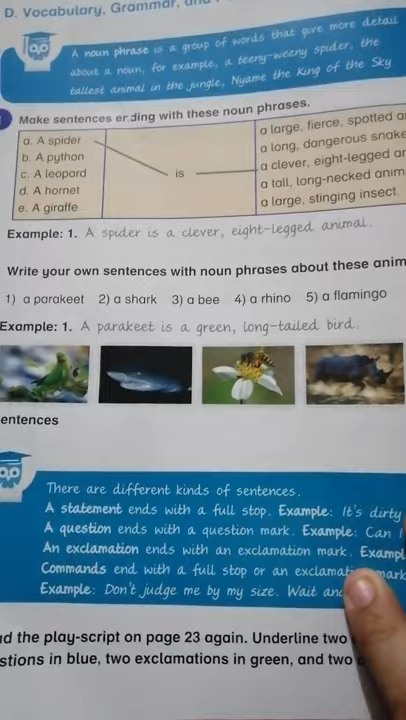 D. Vocabulary, Grammar, and
A noun phrase is a group of words that give more detail
about a noun, for example, a teeny-weeny spider, the
tallest animal in the jungle, Nyame the King of the Sky
Make sentences ending with these noun phrases.
a. A spider
b. A python
c. A leopard
d. A hornet
e. A giraffe
is
a large, fierce, spotted
a long, dangerous snake
a clever, eight-legged
a tall, long-necked
a large, stinging insect.
Example: 1. A spider is a clever, eight-legged animal.
Write your own sentences with noun phrases about these
1) a parakeet 2) a shark 3) a bee 4) a rhino 5) a flamingo
Example: 1. A parakeet is a green, long-tailed bird.
entences
There are different kinds of sentences.
A statement ends with a full stop. Example: It's dirty
A question ends with a question mark. Example: Can
An exclamation ends with an exclamation mark.
Commands end with a full stop or an exclamation mark
Example: Don't judge me by my size. Wait and
the play-script on page 23 again. Underline two
stions in blue, two exclamations in green, and two